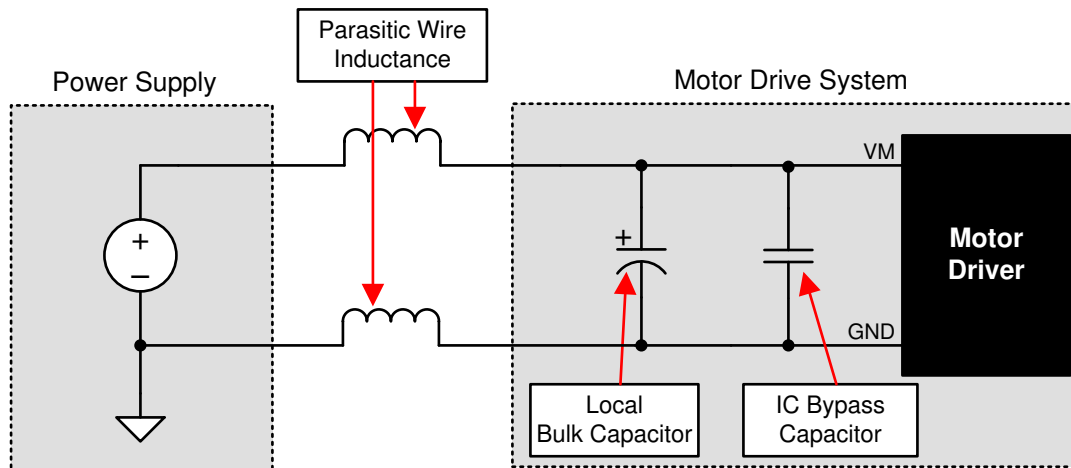 Parasitic Wire
Inductance
Power Supply
Motor Drive System
VM
+
–
+
Motor
Driver
GND
Local
Bulk Capacitor
IC Bypass
Capacitor